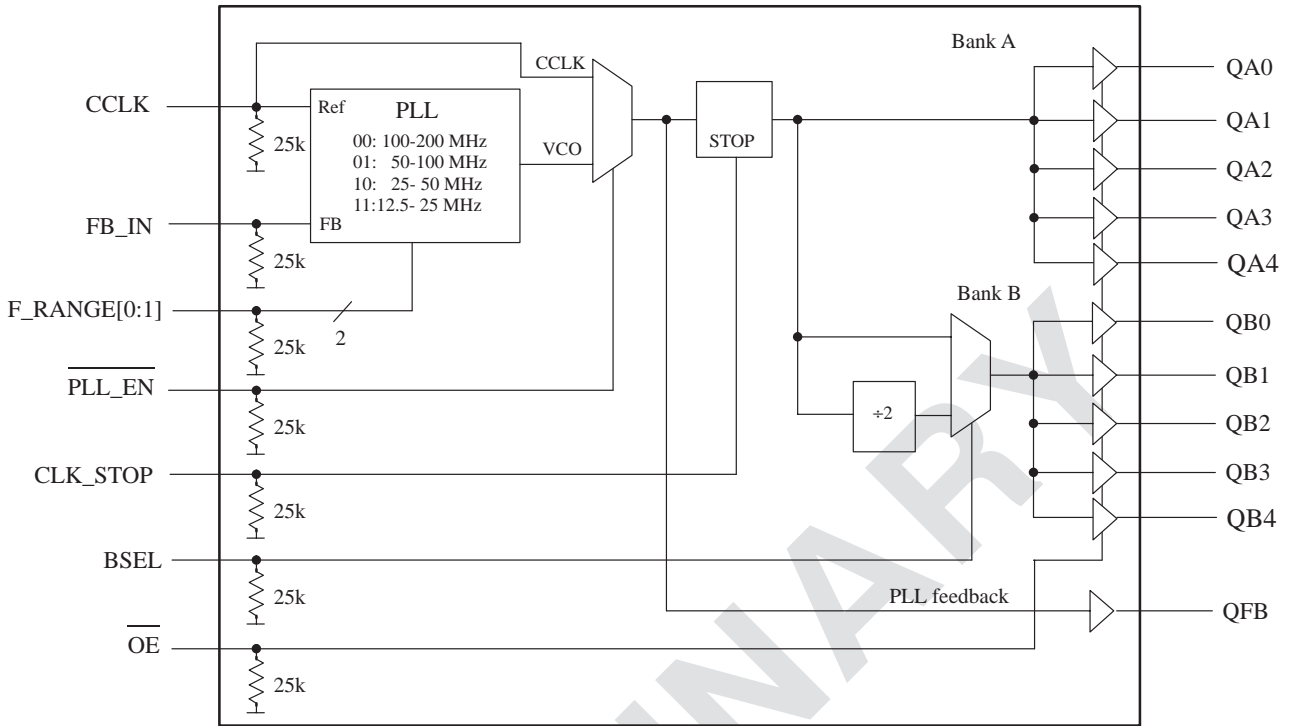 Bank A
CCLK
QA0
CCLK
Ref
PLL
QA1
25k
00: 100-200 MHz
STOP
01: 50-100 MHz
VCO
10: 25- 50 MHz
QA2
11:12.5- 25 MHz
FB_IN
FB
QA3
25k
QA4
Bank B
F_RANGE[0:1]
QB0
2
25k
PLL_EN
QB1
÷2
QB2
25k
CLK_STOP
QB3
25k
QB4
BSEL
25k
PLL feedback
QFB
OE
25k